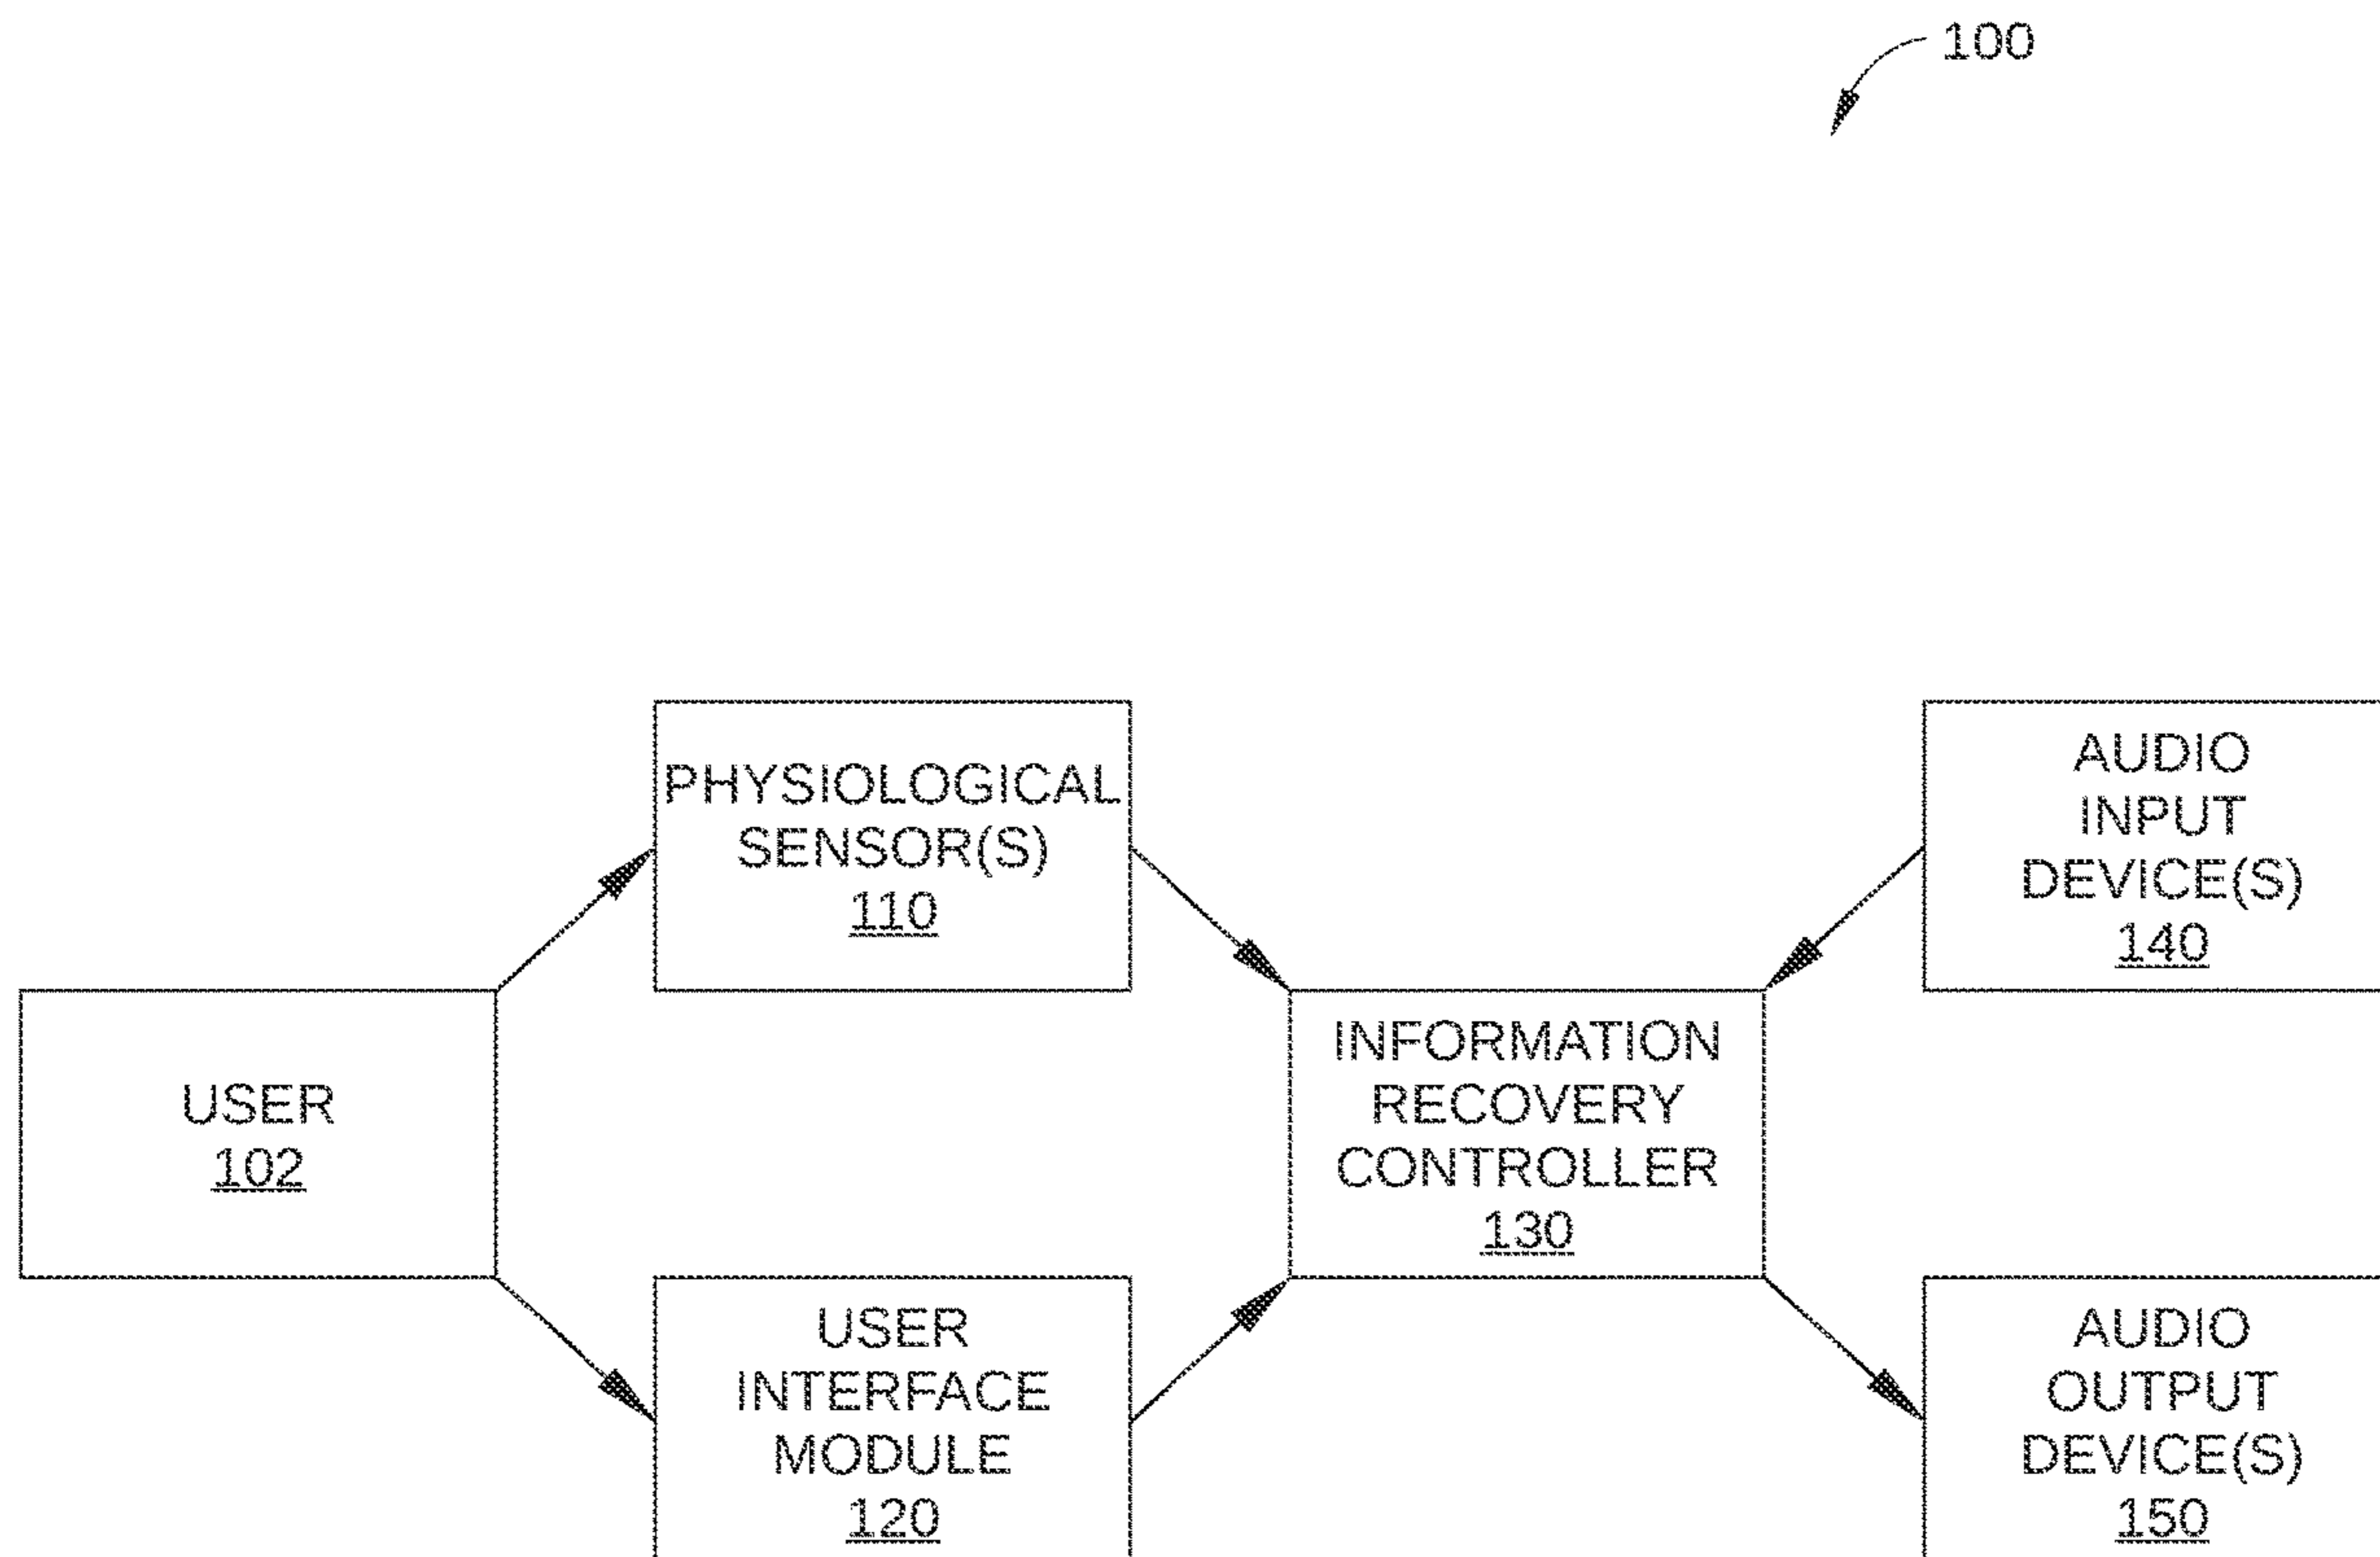 100
PHYSIOLOGICAL
SENSOR(S)
110
AUDIO
INPUT
DEVICE(S)
140
USER
102
INFORMATION
RECOVERY
CONTROLLER
130
USER
INTERFACE
MODULE
120
AUDIO
OUTPUT
DEVICE(S)
150